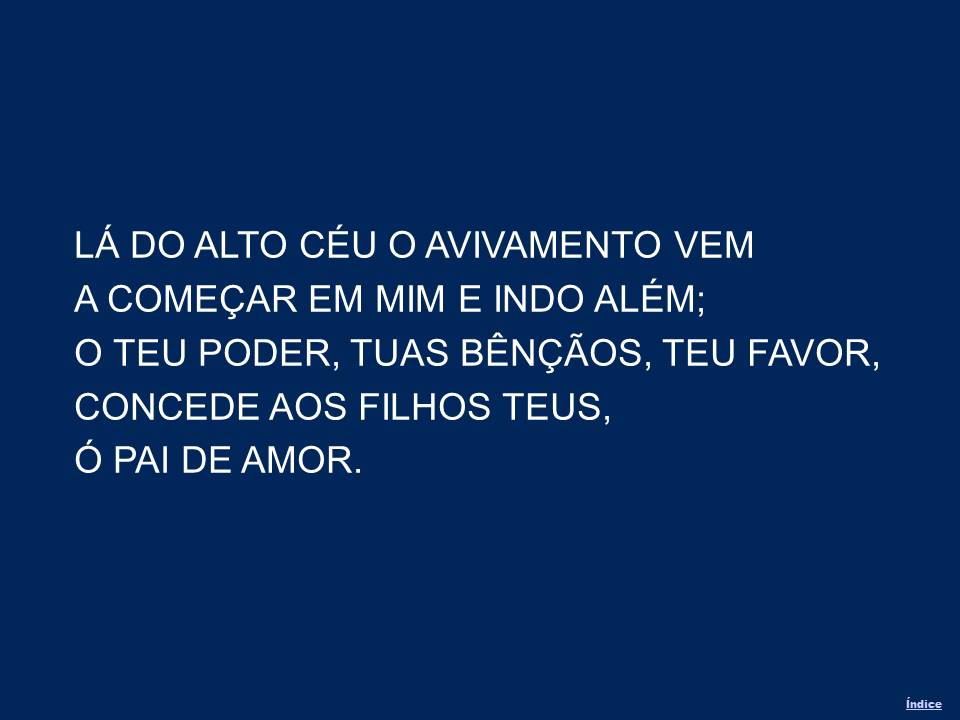 LÁ DO ALTO CÉU O AVIVAMENTO VEM
A COMEÇAR EM MIM E INDO ALÉM;
O TEU PODER, TUAS BÊNÇÃOS, TEU FAVOR,
CONCEDE AOS FILHOS TEUS,
Ó PAI DE AMOR.
Índice